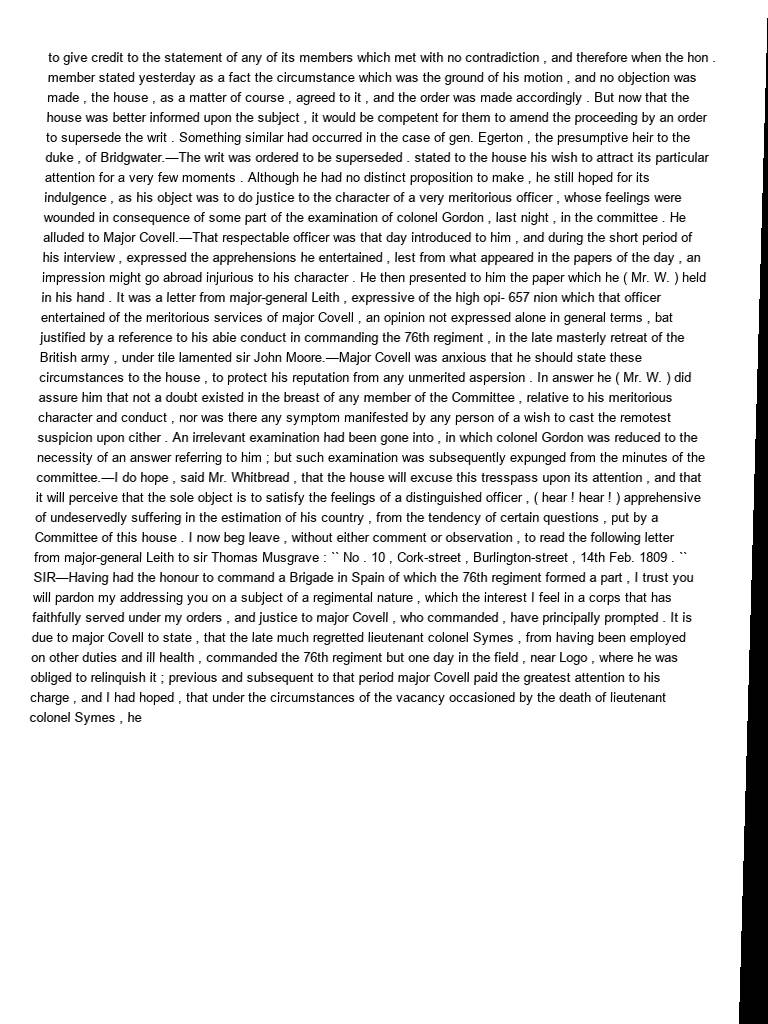 to give credit to the statement of any of its members which met with no contradiction , and therefore when the hon .
member stated yesterday as a fact the circumstance which was the ground of his motion , and no objection was
made , the house , as a matter of course , agreed to it , and the order was made accordingly . But now that the
house was better informed upon the subject , it would be competent for them to amend the proceeding by an order
to supersede the writ . Something similar had occurred in the case of gen. Egerton , the presumptive heir to the
duke , of Bridgwater.—The writ was ordered to be superseded . stated to the house his wish to attract its particular
attention for a very few moments . Although he had no distinct proposition to make , he still hoped for its
indulgence , as his object was to do justice to the character of a very meritorious officer , whose feelings were
wounded in consequence of some part of the examination of colonel Gordon , last night , in the committee . He
alluded to Major Covell.—That respectable officer was that day introduced to him , and during the short period of
his interview , expressed the apprehensions he entertained , lest from what appeared in the papers of the day , an
impression might go abroad injurious to his character . He then presented to him the paper which he ( Mr. W. ) held
in his hand . It was a letter from major-general Leith , expressive of the high opi- 657 nion which that officer
entertained of the meritorious services of major Covell , an opinion not expressed alone in general terms , bat
justified by a reference to his abie conduct in commanding the 76th regiment , in the late masterly retreat of the
British army , under tile lamented sir John Moore.—Major Covell was anxious that he should state these
circumstances to the house , to protect his reputation from any unmerited aspersion . In answer he ( Mr. W. ) did
assure him that not a doubt existed in the breast of any member of the Committee , relative to his meritorious
character and conduct , nor was there any symptom manifested by any person of a wish to cast the remotest
suspicion upon cither . An irrelevant examination had been gone into , in which colonel Gordon was reduced to the
necessity of an answer referring to him ; but such examination was subsequently expunged from the minutes of the
committee.—I do hope , said Mr. Whitbread , that the house will excuse this tresspass upon its attention , and that
it will perceive that the sole object is to satisfy the feelings of a distinguished officer , ( hear ! hear ! ) apprehensive
of undeservedly suffering in the estimation of his country , from the tendency of certain questions , put by a
Committee of this house . I now beg leave , without either comment or observation , to read the following letter
from major-general Leith to sir Thomas Musgrave : `` No . 10 , Cork-street , Burlington-street , 14th Feb. 1809 . ``
SIR—Having had the honour to command a Brigade in Spain of which the 76th regiment formed a part , I trust you
will pardon my addressing you on a subject of a regimental nature , which the interest I feel in a corps that has
faithfully served under my orders , and justice to major Covell , who commanded , have principally prompted . It is
due to major Covell to state , that the late much regretted lieutenant colonel Symes , from having been employed
on other duties and ill health , commanded the 76th regiment but one day in the field , near Logo , where he was
obliged to relinquish it ; previous and subsequent to that period major Covell paid the greatest attention to his
charge , and I had hoped , that under the circumstances of the vacancy occasioned by the death of lieutenant
colonel Symes , he